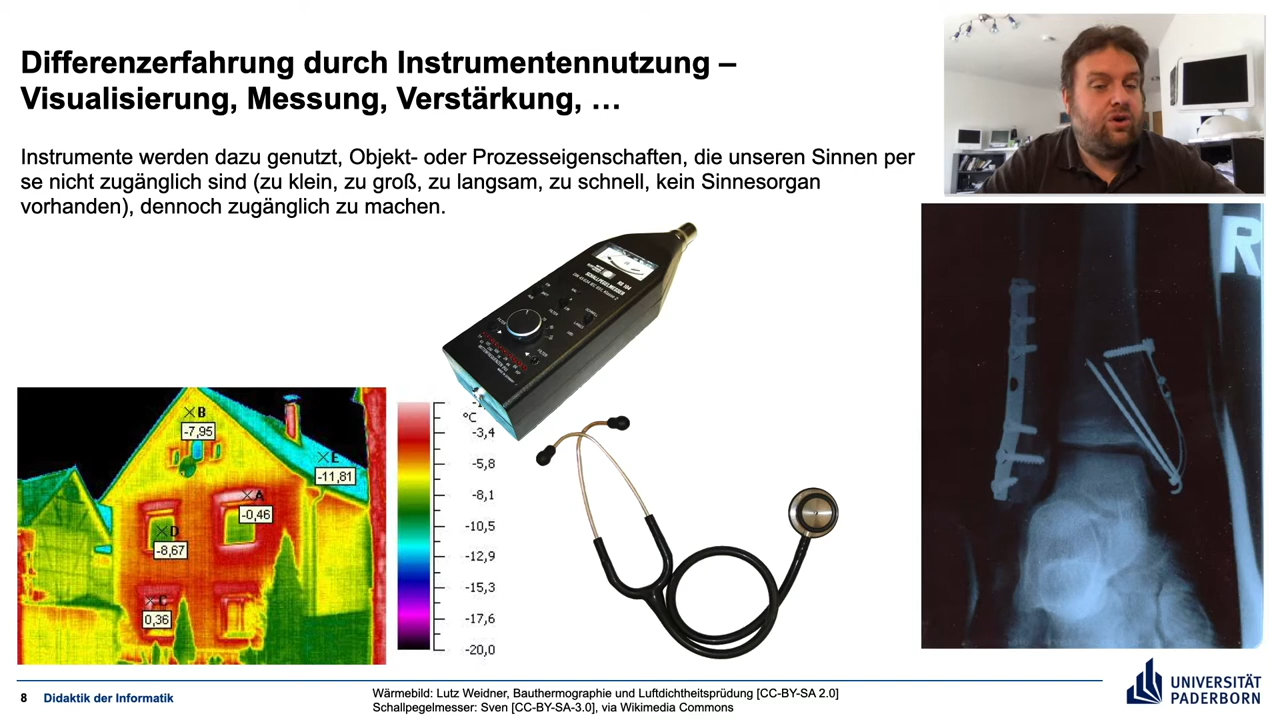 Differenzerfahrung durch Instrumentennutzung –
Visualisierung, Messung, Verstärkung, …
Instrumente werden dazu genutzt, Objekt- oder Prozesseigenschaften, die unseren Sinnen per
se nicht zugänglich sind (zu klein, zu groß, zu langsam, zu schnell, kein Sinnesorgan
vorhanden), dennoch zugänglich zu machen.
R
SCHALLPEGELMESSER
FILTER
FILTER
B
-7,95
E
-11,81
A
-0,46
D
-8,67
C
0,36
°C
-3,4
-5,8
-8,1
-10,5
-12,9
-15,3
-17,6
-20,0
8 Didaktik der Informatik
Wärmebild: Lutz Weidner, Bauthermographie und Luftdichtheitsprüdung [CC-BY-SA 2.0]
Schallpegelmesser: Sven [CC-BY-SA-3.0], via Wikimedia Commons
UNIVERSITÄT
PADERBORN